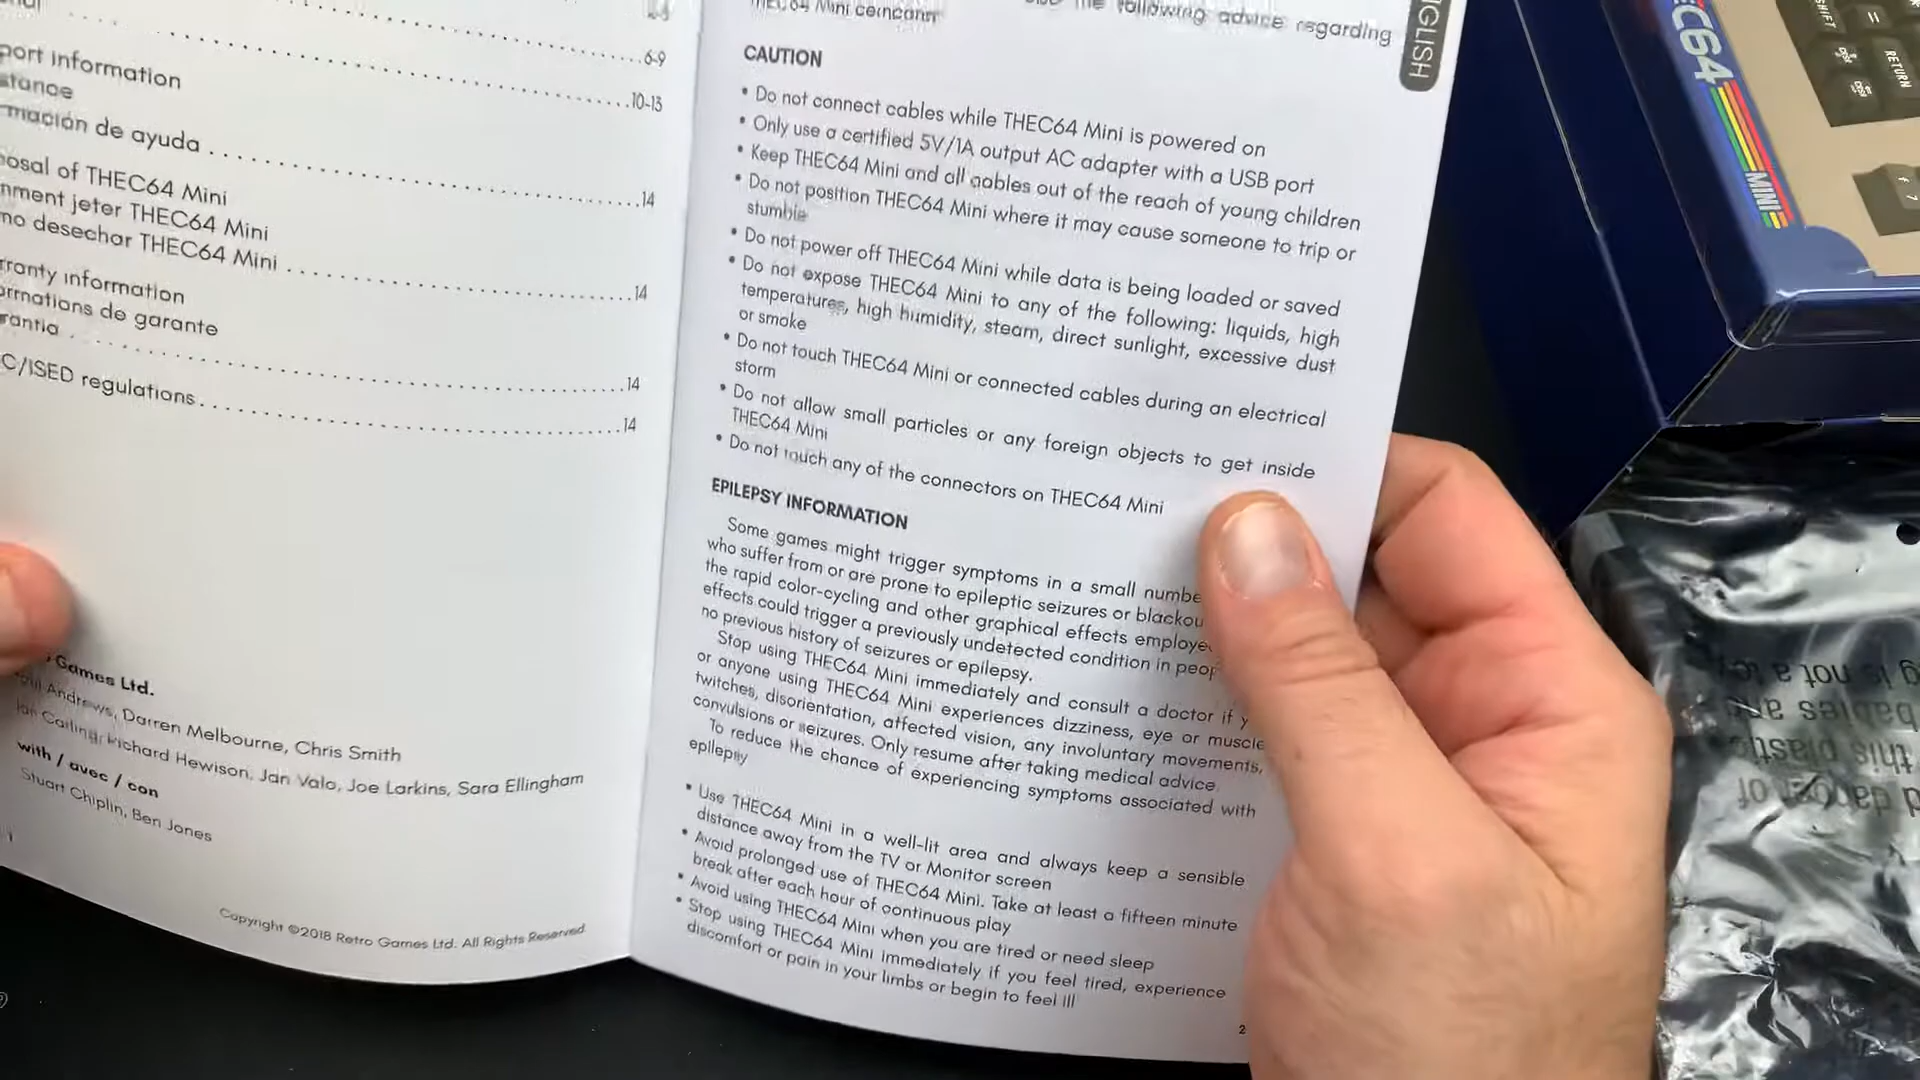 6-9
10-13
port information
stance
mación de ayuda
14
osal of THEC64 Mini
nment jeter THEC64 Mini
mo desechar THEC64 Mini
14
rranty information
ormations de garante
rantia
14
C/ISED regulations
14
Games Ltd.
Andrews, Darren Melbourne, Chris Smith
Richard Hewison, Jan Valo, Joe Larkins, Sara Ellingham
with / avec / con
Stuart Chiplin, Ben Jones
1
Copyright ©2018 Retro Games Ltd. All Rights Reserved
the following advice regarding
THEC64 Mini
CAUTION
• Do not connect cables while THEC64 Mini is powered on
• Only use a certified 5V/1A output AC adapter with a USB port
• Keep THEC64 Mini and all cables out of the reach of young children
• Do not position THEC64 Mini where it may cause someone to trip or
stumble
• Do not power off THEC64 Mini while data is being loaded or saved
• Do not expose THEC64 Mini to any of the following: liquids, high
temperatures, high humidity, steam, direct sunlight, excessive dust
or smoke
• Do not touch THEC64 Mini or connected cables during an electrical
storm
• Do not allow small particles or any foreign objects to get inside
THEC64 Mini
• Do not touch any of the connectors on THEC64 Mini
EPILEPSY INFORMATION
Some games might trigger symptoms in a small numbe
who suffer from or are prone to epileptic seizures or blackou
the rapid color-cycling and other graphical effects employe
effects could trigger a previously undetected condition in peop
no previous history of seizures or epilepsy.
Stop using THEC64 Mini immediately and consult a doctor if y
or anyone using THEC64 Mini experiences dizziness, eye or muscle
twitches, disorientation, affected vision, any involuntary movements,
convulsions or seizures. Only resume after taking medical advice
To reduce the chance of experiencing symptoms associated with
epilepsy
• Use THEC64 Mini in a well-lit area and always keep a sensible
distance away from the TV or Monitor screen
• Avoid prolonged use of THEC64 Mini. Take at least a fifteen minute
break after each hour of continuous play
• Avoid using THEC64 Mini when you are tired or need sleep
• Stop using THEC64 Mini immediately if you feel tired, experience
discomfort or pain in your limbs or begin to feel ill
2
GLISH
C64
MINI
SHIFT
RETURN
f 7
is not a
babies are
this plastic
danger of